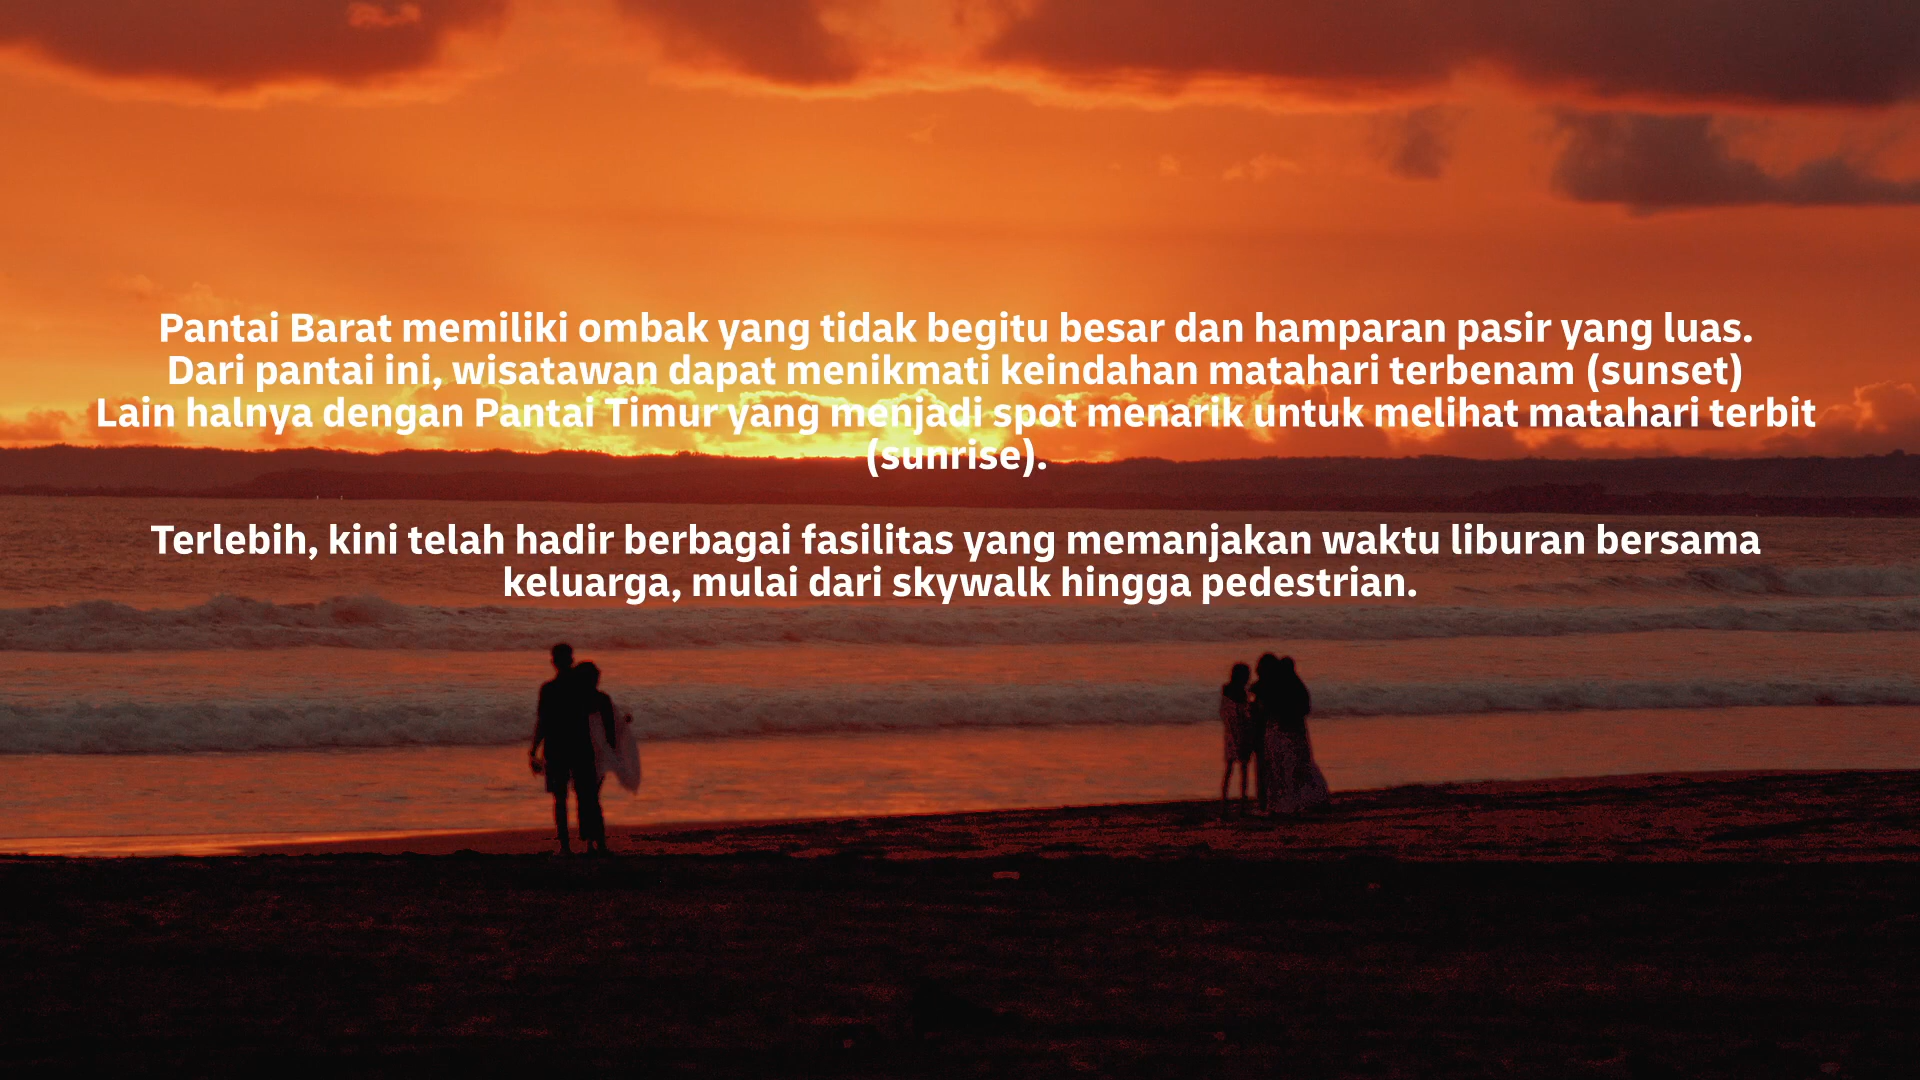 Pantai Barat memiliki ombak yang tidak begitu besar dan hamparan pasir yang luas.
Dari pantai ini, wisatawan dapat menikmati keindahan matahari terbenam (sunset)
Lain halnya dengan Pantai Timur yang menjadi spot menarik untuk melihat matahari terbit
(sunrise).
Terlebih, kini telah hadir berbagai fasilitas yang memanjakan waktu liburan bersama
keluarga, mulai dari skywalk hingga pedestrian.